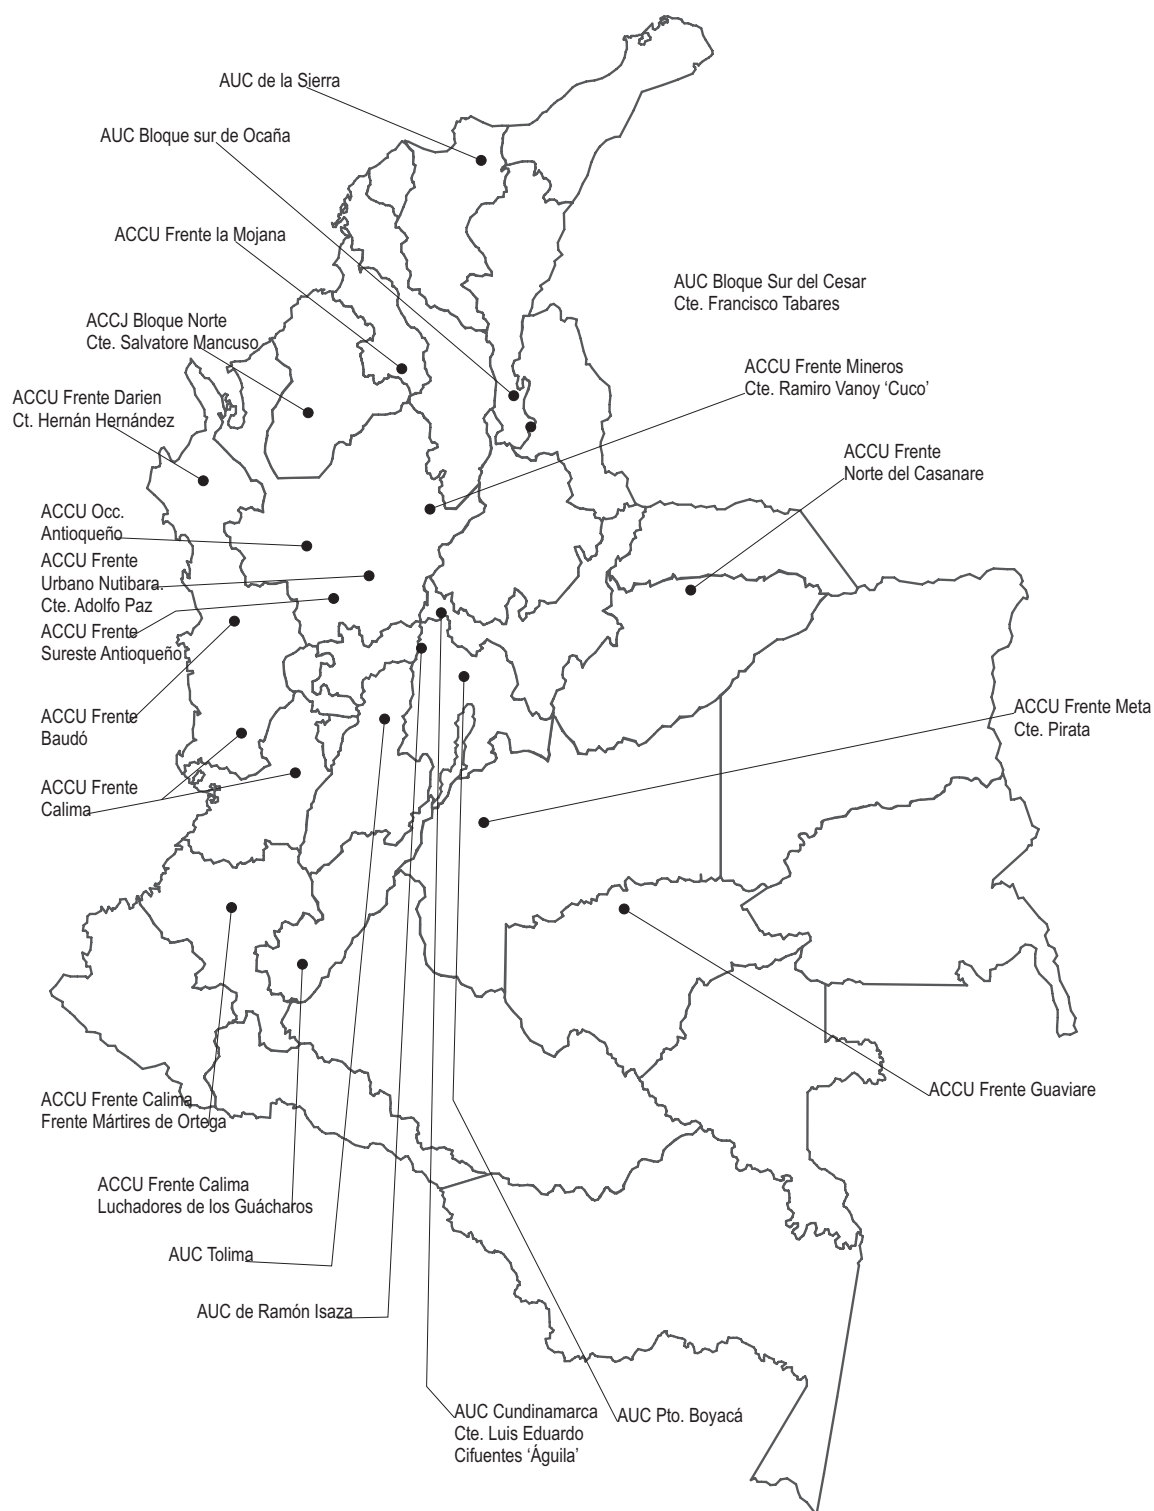 AUC de la Sierra
AUC Bloque sur de Ocaña
ACCU Frente la Mojana
AUC Bloque Sur del Cesar
Cte. Francisco Tabares
ACCJ Bloque Norte
Cte. Salvatore Mancuso
ACCU Frente Mineros
Cte. Ramiro Vanoy ‘Cuco’
ACCU Frente Darien
Ct. Hernán Hernández
ACCU Frente
Norte del Casanare
ACCU Occ.
Antioqueño
ACCU Frente
Urbano Nutibara.
Cte. Adolfo Paz
ACCU Frente
Sureste Antioqueño
ACCU Frente Meta
Cte. Pirata
ACCU Frente
Baudó
ACCU Frente
Calima
ACCU Frente Guaviare
ACCU Frente Calima
Frente Mártires de Ortega
ACCU Frente Calima
Luchadores de los Guácharos
AUC Tolima
AUC de Ramón Isaza
AUC Cundinamarca
Cte. Luis Eduardo
Cifuentes ‘Águila’
AUC Pto. Boyacá